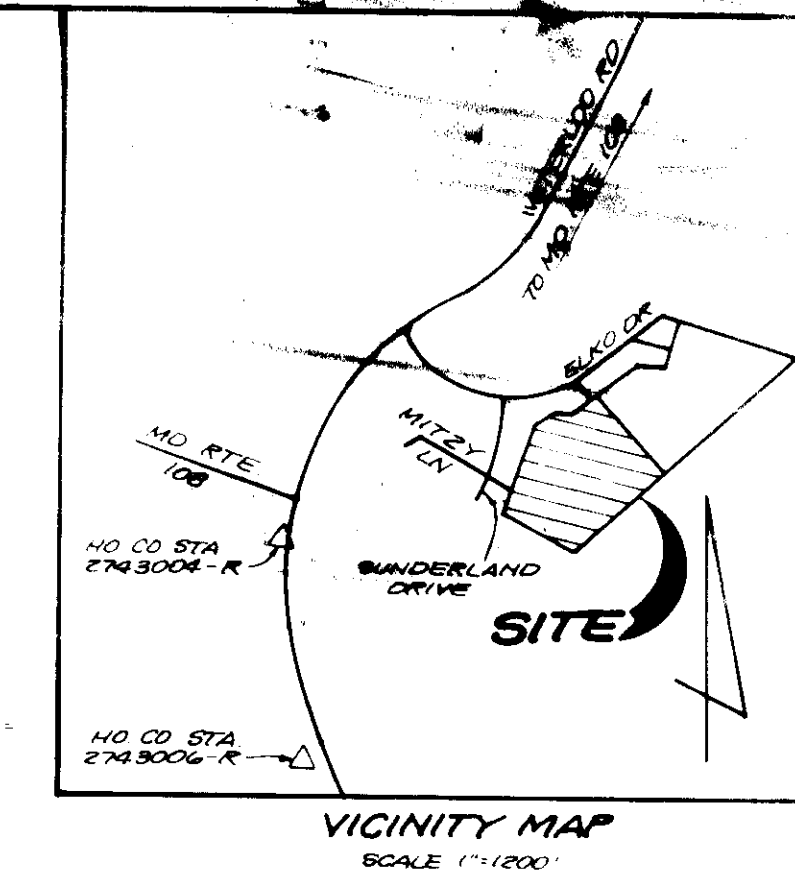 RD
TO MD RTE 108
ELKO DR
MITZY
LN
MD RTE
108
HO CO STA
2743004-R
SUNDERLAND
DRIVE
SITE
HO. CO STA.
2743006-R
VICINITY MAP
SCALE 1"=1200'